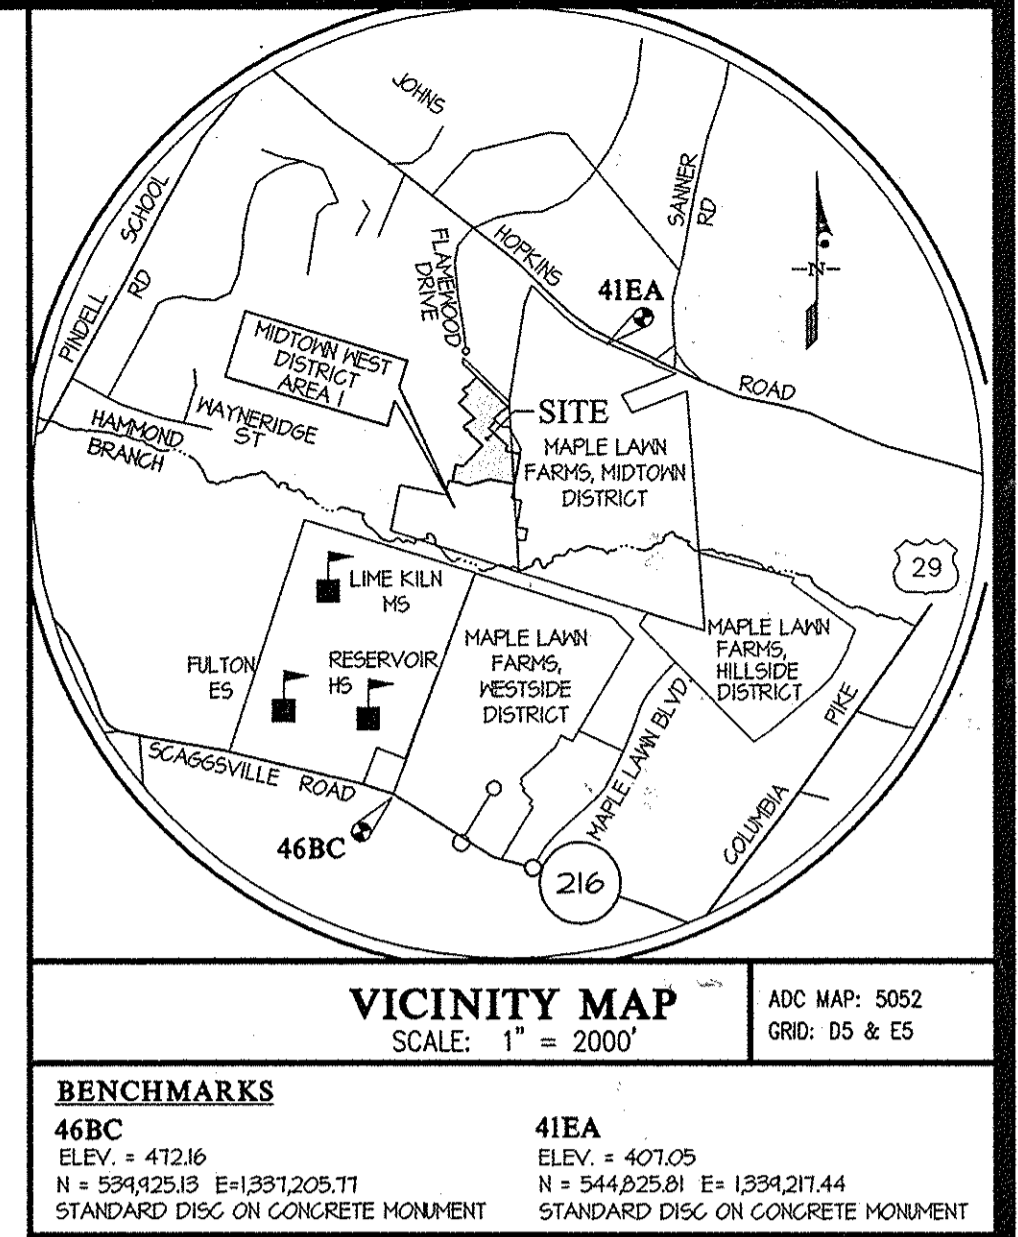 JOHNS
HOPKINS
ROAD
SANNER
RD
PINDELL
SCHOOL
RD
FLAMEWOOD
DRIVE
41EA
N
MIDTOWN WEST
DISTRICT
AREA 1
WAYNERIDGE
ST
HAMMOND
BRANCH
SITE
MAPLE LAWN
FARMS, MIDTOWN
DISTRICT
29
LIME KILN
MS
FULTON
ES
RESERVOIR
HS
MAPLE LAWN
FARMS,
WESTSIDE
DISTRICT
MAPLE LAWN
FARMS,
HILLSIDE
DISTRICT
MAPLE LAWN BLVD.
COLUMBIA
PIKE
SCAGGSVILLE ROAD
46BC
216
VICINITY MAP
SCALE: 1" = 2000'
ADC MAP: 5052
GRID: D5 & E5
BENCHMARKS
46BC
ELEV. = 472.16
N = 539,925.13 E=1,337,205.77
STANDARD DISC ON CONCRETE MONUMENT
41EA
ELEV. = 407.05
N = 544,825.81 E= 1,339,217.44
STANDARD DISC ON CONCRETE MONUMENT